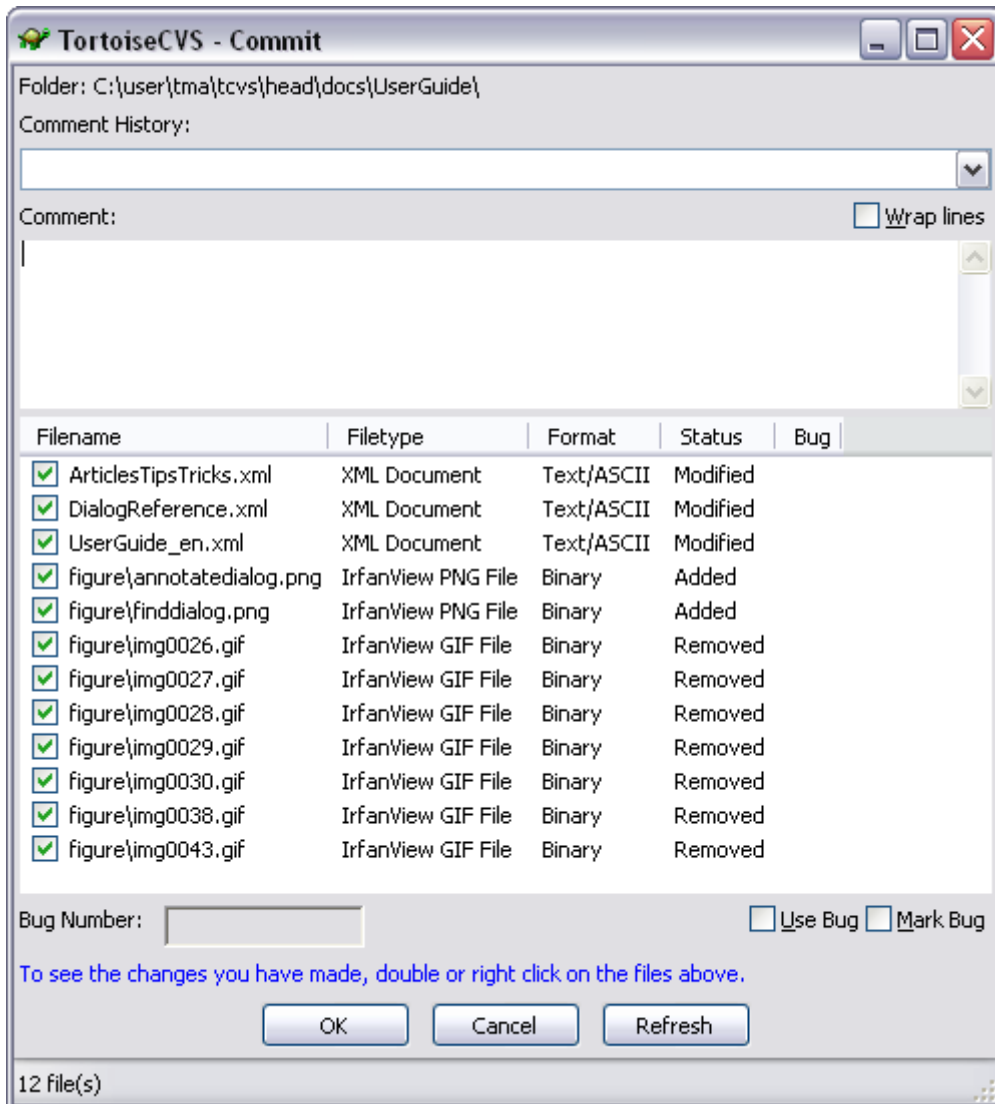 TortoiseCVS - Commit
Folder: C:\user\tma\tcvs\head\docs\UserGuide\
Comment History:
Comment: Wrap lines
Filename Filetype Format Status Bug
ArticlesTipsTricks.xml XML Document Text/ASCII Modified
DialogReference.xml XML Document Text/ASCII Modified
UserGuide_en.xml XML Document Text/ASCII Modified
figure\annotatedialog.png IrfanView PNG File Binary Added
figure\finddialog.png IrfanView PNG File Binary Added
figure\img0026.gif IrfanView GIF File Binary Removed
figure\img0027.gif IrfanView GIF File Binary Removed
figure\img0028.gif IrfanView GIF File Binary Removed
figure\img0029.gif IrfanView GIF File Binary Removed
figure\img0030.gif IrfanView GIF File Binary Removed
figure\img0038.gif IrfanView GIF File Binary Removed
figure\img0043.gif IrfanView GIF File Binary Removed
Bug Number: Use Bug Mark Bug
To see the changes you have made, double or right click on the files above.
OK Cancel Refresh
12 file(s)